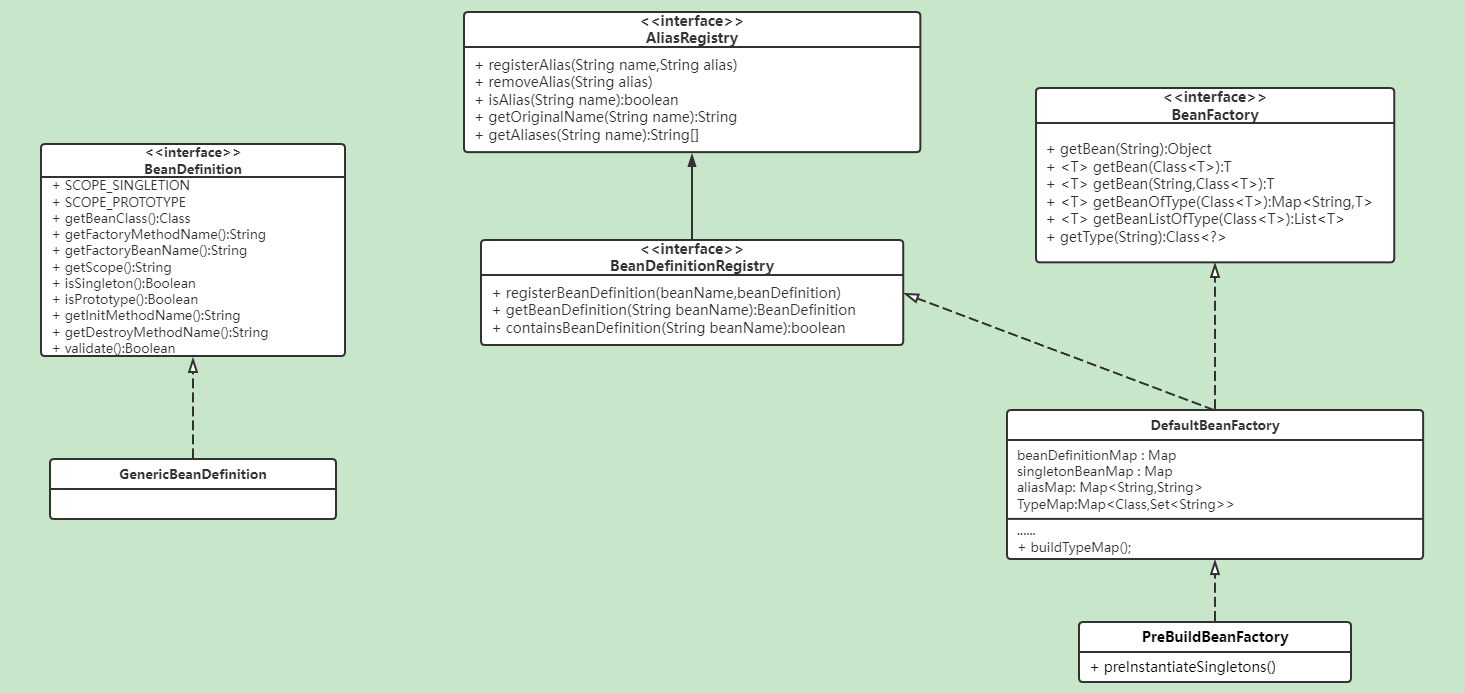 <<interface>>
AliasRegistry
+ registerAlias(String name,String alias)
+ removeAlias(String alias)
+ isAlias(String name):boolean
+ getOriginalName(String name):String
+ getAliases(String name):String[]
<<interface>>
BeanFactory
+ getBean(String):Object
+ <T> getBean(Class<T>):T
+ <T> getBean(String,Class<T>):T
+ <T> getBeanOfType(Class<T>):Map<String,T>
+ <T> getBeanListOfType(Class<T>):List<T>
+ getType(String):Class<?>
<<interface>>
BeanDefinition
+ SCOPE_SINGLETION
+ SCOPE_PROTOTYPE
+ getBeanClass():Class
+ getFactoryMethodName():String
+ getFactoryBeanName():String
+ getScope():String
+ isSingleton():Boolean
+ isPrototype():Boolean
+ getInitMethodName():String
+ getDestroyMethodName():String
+ validate():Boolean
<<interface>>
BeanDefinitionRegistry
+ registerBeanDefinition(beanName,beanDefinition)
+ getBeanDefinition(String beanName):BeanDefinition
+ containsBeanDefinition(String beanName):boolean
GenericBeanDefinition
DefaultBeanFactory
beanDefinitionMap : Map
singletonBeanMap : Map
aliasMap: Map<String,String>
TypeMap:Map<Class,Set<String>>
......
+ buildTypeMap();
PreBuildBeanFactory
+ preInstantiateSingletons()